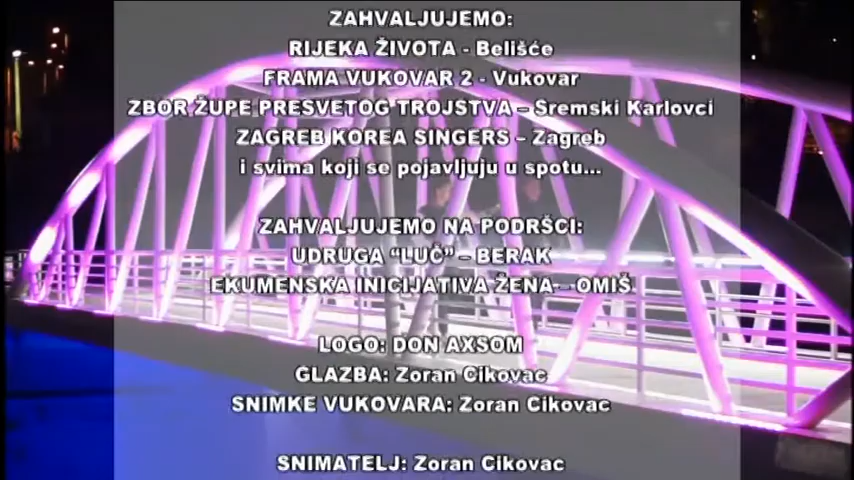 ZAHVALJUJEMO:
RIJEKA ŽIVOTA - Belišće
FRAMA VUKOVAR 2 - Vukovar
ZBOR ŽUPE PRESVETOG TROJSTVA – Sremski Karlovci
ZAGREB KOREA SINGERS – Zagreb
i svima koji se pojavljuju u spotu...
ZAHVALJUJEMO NA PODRŠCI:
UDRUGA “LUČ” – BERAK
EKUMENSKA INICIJATIVA ŽENA – OMIŠ
LOGO: DON AXSOM
GLAZBA: Zoran Cikovac
SNIMKE VUKOVARA: Zoran Cikovac
SNIMATELJ: Zoran Cikovac